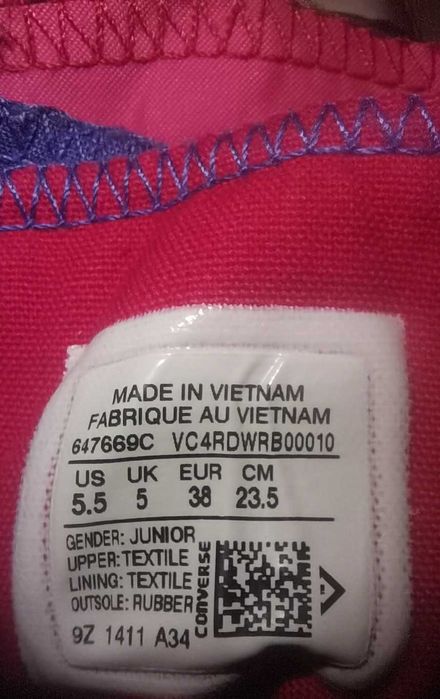 MADE IN VIETNAM
FABRIQUE AU VIETNAM
647669C VC4RDWRB00010
US UK EUR CM
5.5 5 38 23.5
GENDER: JUNIOR
UPPER: TEXTILE
LINING: TEXTILE
OUTSOLE: RUBBER
CONVERSE
9Z 1411 A34